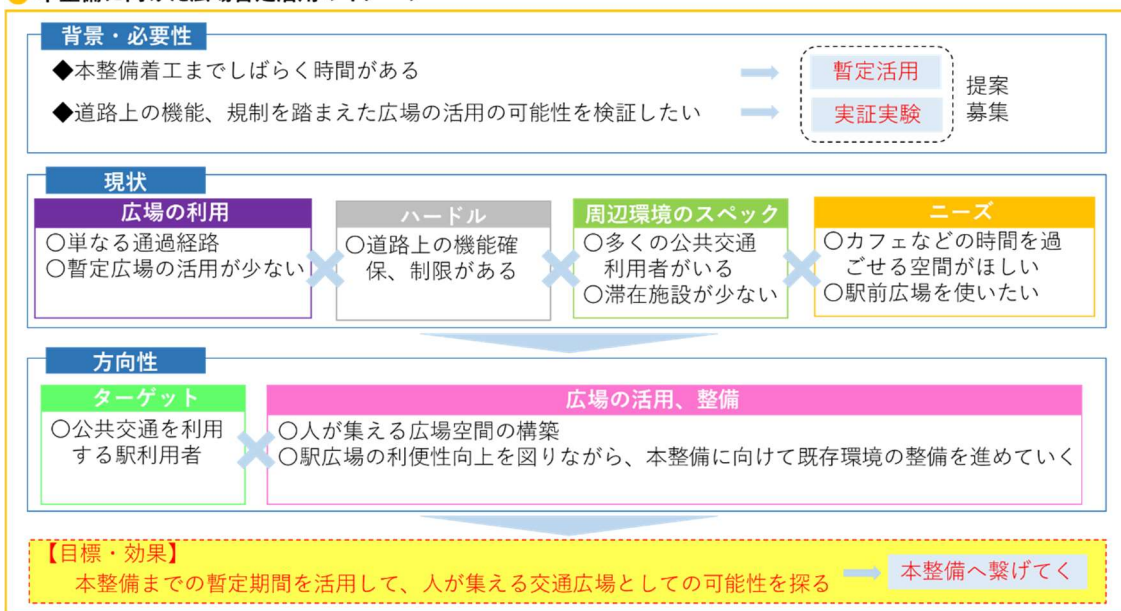 背景・必要性
◆本整備着工までしばらく時間がある
暫定活用
◆道路上の機能、規制を踏まえた広場の活用の可能性を検証したい
実証実験
提案
募集
現状
広場の利用
○単なる通過経路
○暫定広場の活用が少ない
ハードル
○道路上の機能確
保、制限がある
周辺環境のスペック
○多くの公共交通
利用者がいる
○滞在施設が少ない
ニーズ
○カフェなどの時間を過
ごせる空間がほしい
○駅前広場を使いたい
方向性
ターゲット
○公共交通を利用
する駅利用者
広場の活用、整備
○人が集える広場空間の構築
○駅広場の利便性向上を図りながら、本整備に向けて既存環境の整備を進めていく
【目標・効果】
本整備までの暫定期間を活用して、人が集える交通広場としての可能性を探る
本整備へ繋げてく